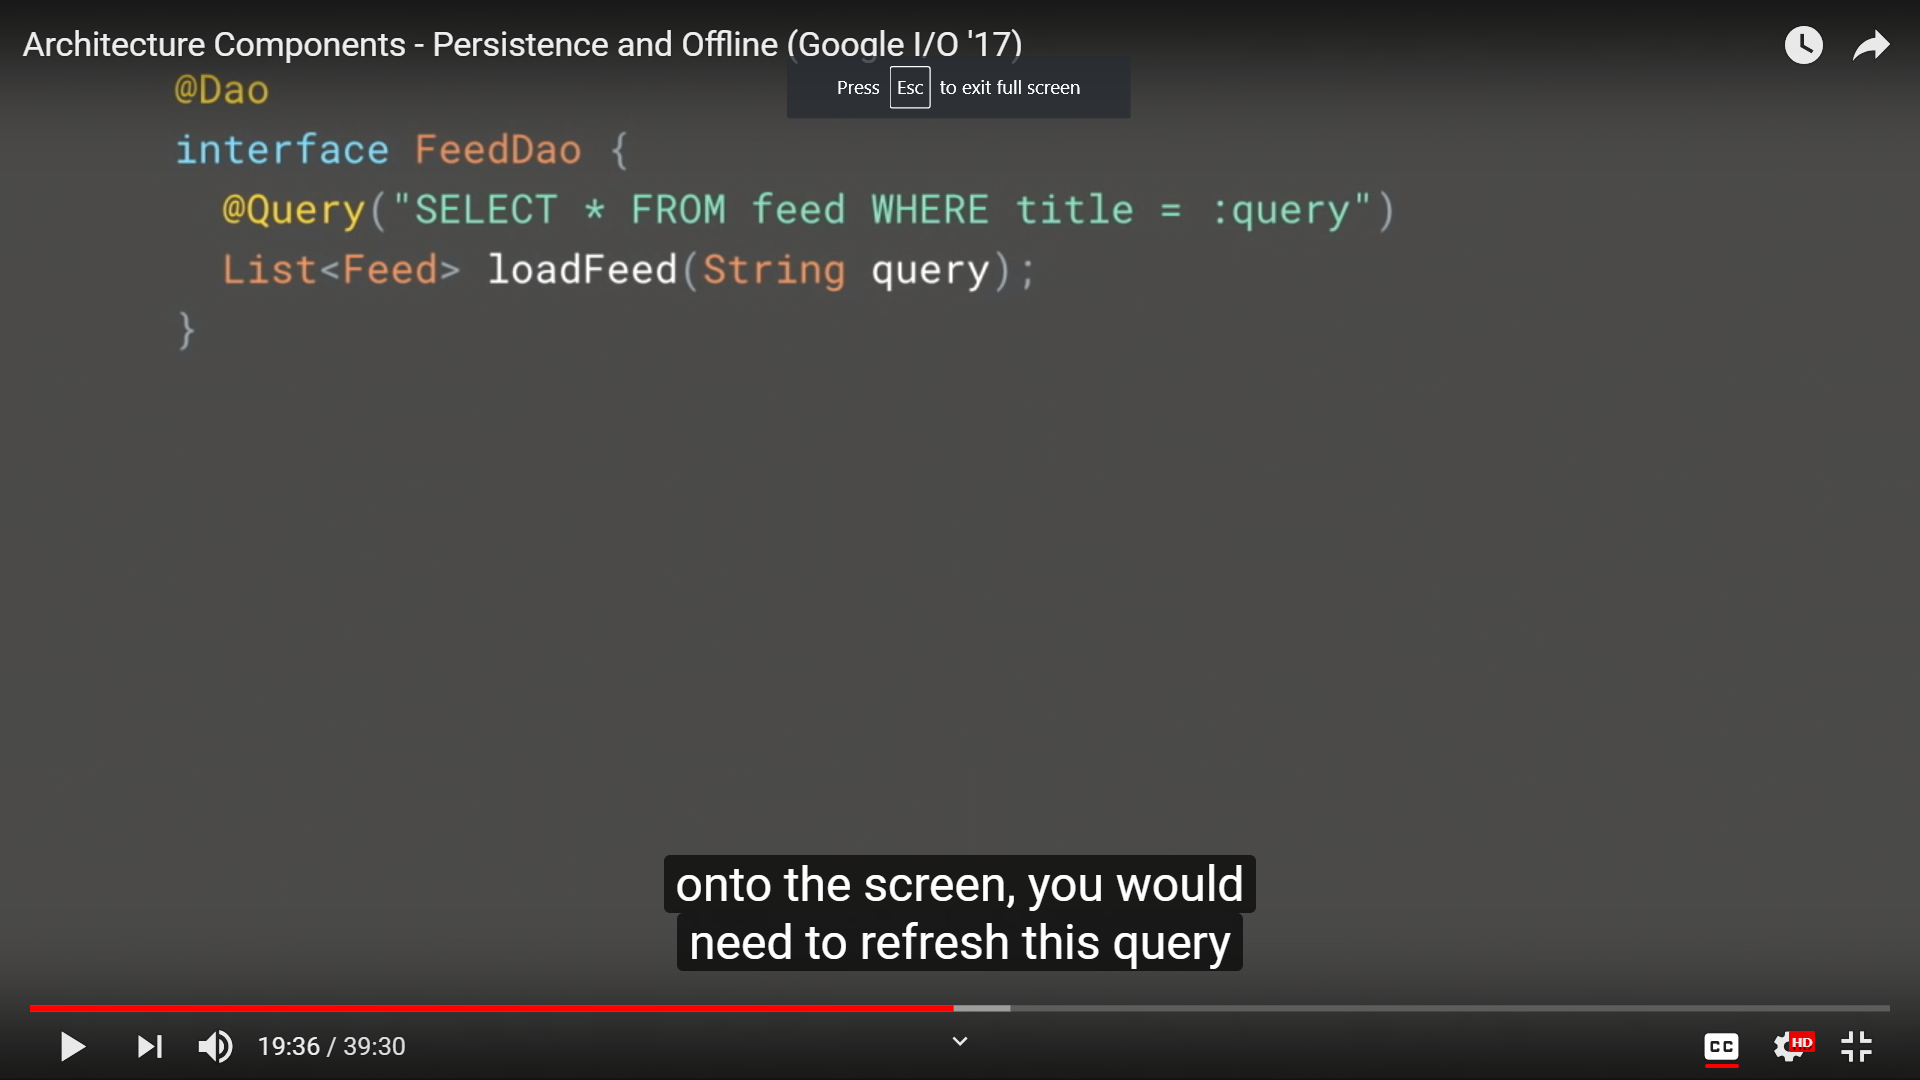 Architecture Components - Persistence and Offline (Google I/O '17)
Press Esc to exit full screen
@Dao
interface FeedDao {
@Query("SELECT * FROM feed WHERE title = :query")
List<Feed> loadFeed(String query);
}
onto the screen, you would
need to refresh this query
19:36 / 39:30
CC
HD